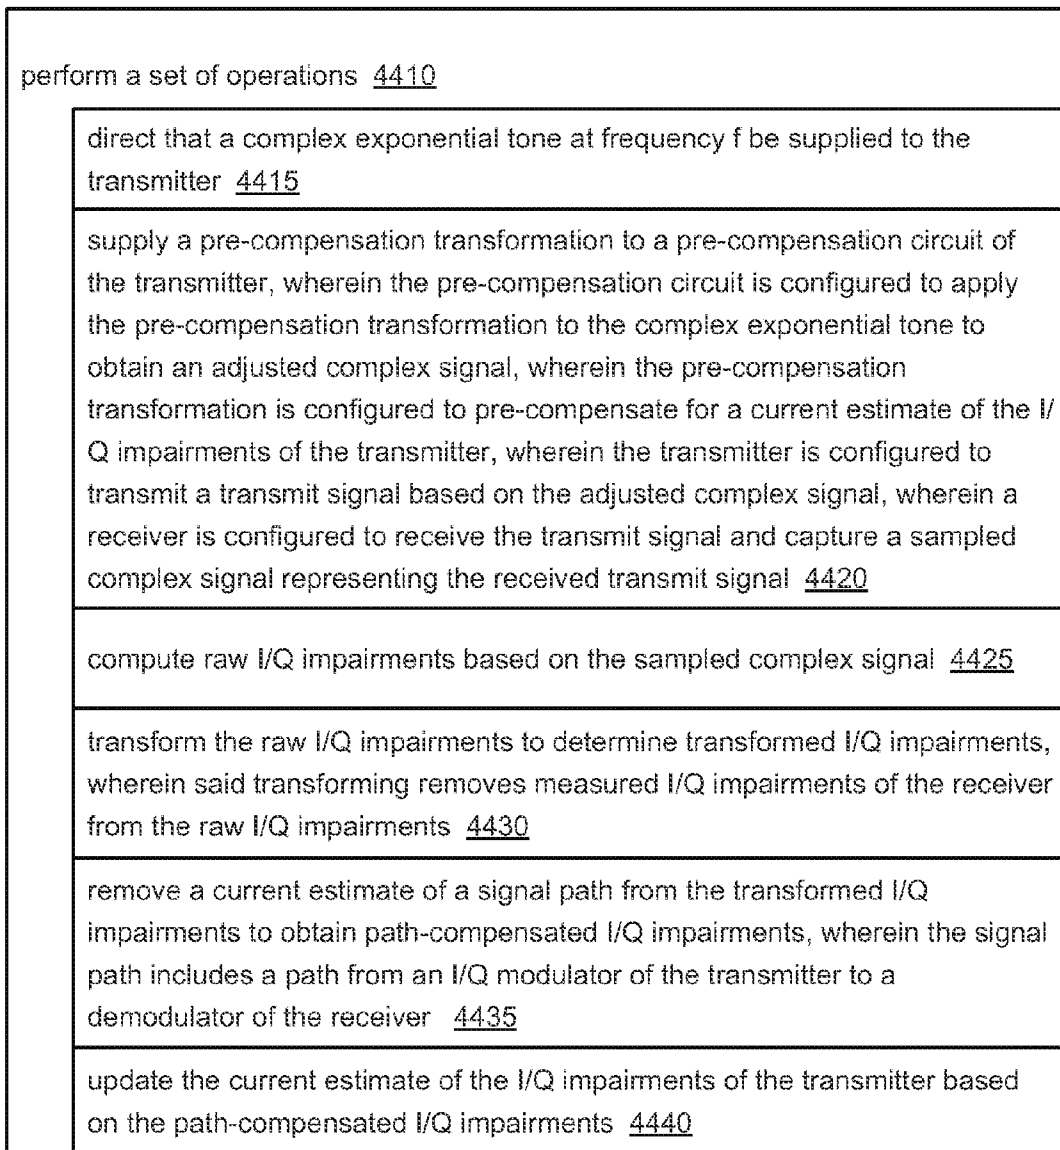 perform a set of operations 4410
direct that a complex exponential tone at frequency f be supplied to the
transmitter 4415
supply a pre-compensation transformation to a pre-compensation circuit of
the transmitter, wherein the pre-compensation circuit is configured to apply
the pre-compensation transformation to the complex exponential tone to
obtain an adjusted complex signal, wherein the pre-compensation
transformation is configured to pre-compensate for a current estimate of the I/
Q impairments of the transmitter, wherein the transmitter is configured to
transmit a transmit signal based on the adjusted complex signal, wherein a
receiver is configured to receive the transmit signal and capture a sampled
complex signal representing the received transmit signal 4420
compute raw I/Q impairments based on the sampled complex signal 4425
transform the raw I/Q impairments to determine transformed I/Q impairments,
wherein said transforming removes measured I/Q impairments of the receiver
from the raw I/Q impairments 4430
remove a current estimate of a signal path from the transformed I/Q
impairments to obtain path-compensated I/Q impairments, wherein the signal
path includes a path from an I/Q modulator of the transmitter to a
demodulator of the receiver 4435
update the current estimate of the I/Q impairments of the transmitter based
on the path-compensated I/Q impairments 4440